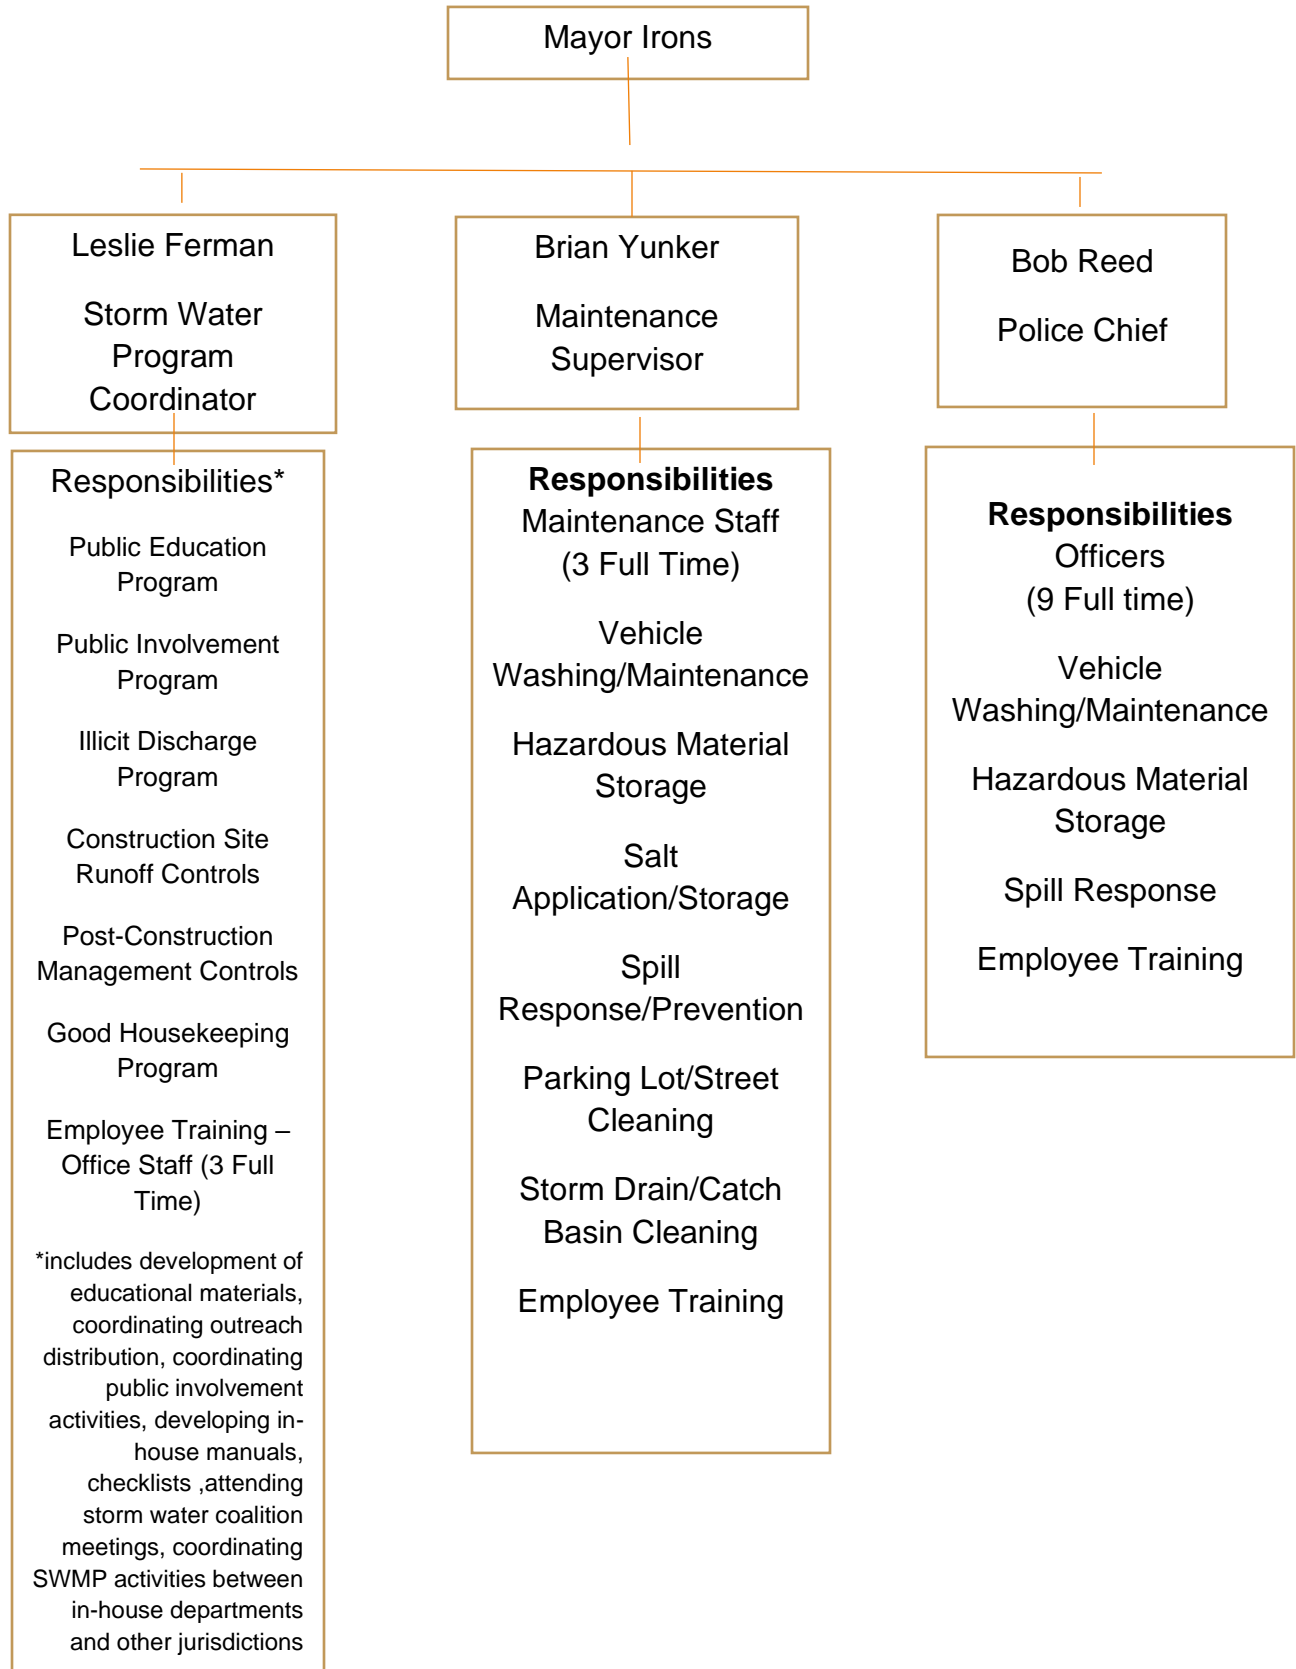 Mayor Irons
Leslie Ferman
Storm Water
Program
Coordinator
Responsibilities*
Public Education
Program
Public Involvement
Program
Illicit Discharge
Program
Construction Site
Runoff Controls
Post-Construction
Management Controls
Good Housekeeping
Program
Employee Training –
Office Staff (3 Full
Time)
*includes development of
educational materials,
coordinating outreach
distribution, coordinating
public involvement
activities, developing in-
house manuals,
checklists ,attending
storm water coalition
meetings, coordinating
SWMP activities between
in-house departments
and other jurisdictions
Brian Yunker
Maintenance
Supervisor
Responsibilities
Maintenance Staff
(3 Full Time)
Vehicle
Washing/Maintenance
Hazardous Material
Storage
Salt
Application/Storage
Spill
Response/Prevention
Parking Lot/Street
Cleaning
Storm Drain/Catch
Basin Cleaning
Employee Training
Bob Reed
Police Chief
Responsibilities
Officers
(9 Full time)
Vehicle
Washing/Maintenance
Hazardous Material
Storage
Spill Response
Employee Training